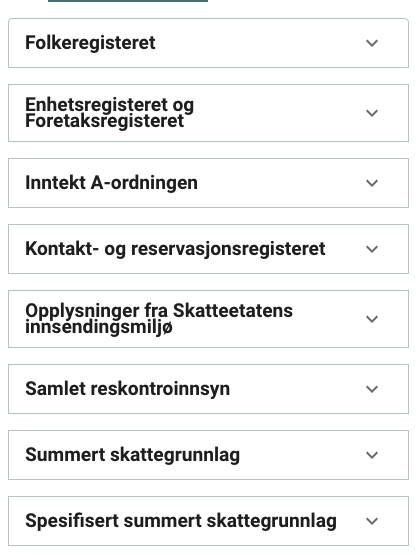 Folkeregisteret
Enhetsregisteret og
Foretaksregisteret
Inntekt A-ordningen
Kontakt- og reservasjonsregisteret
Opplysninger fra Skatteetatens
innsendingsmiljø
Samlet reskontroinnsyn
Summert skattegrunnlag
Spesifisert summert skattegrunnlag